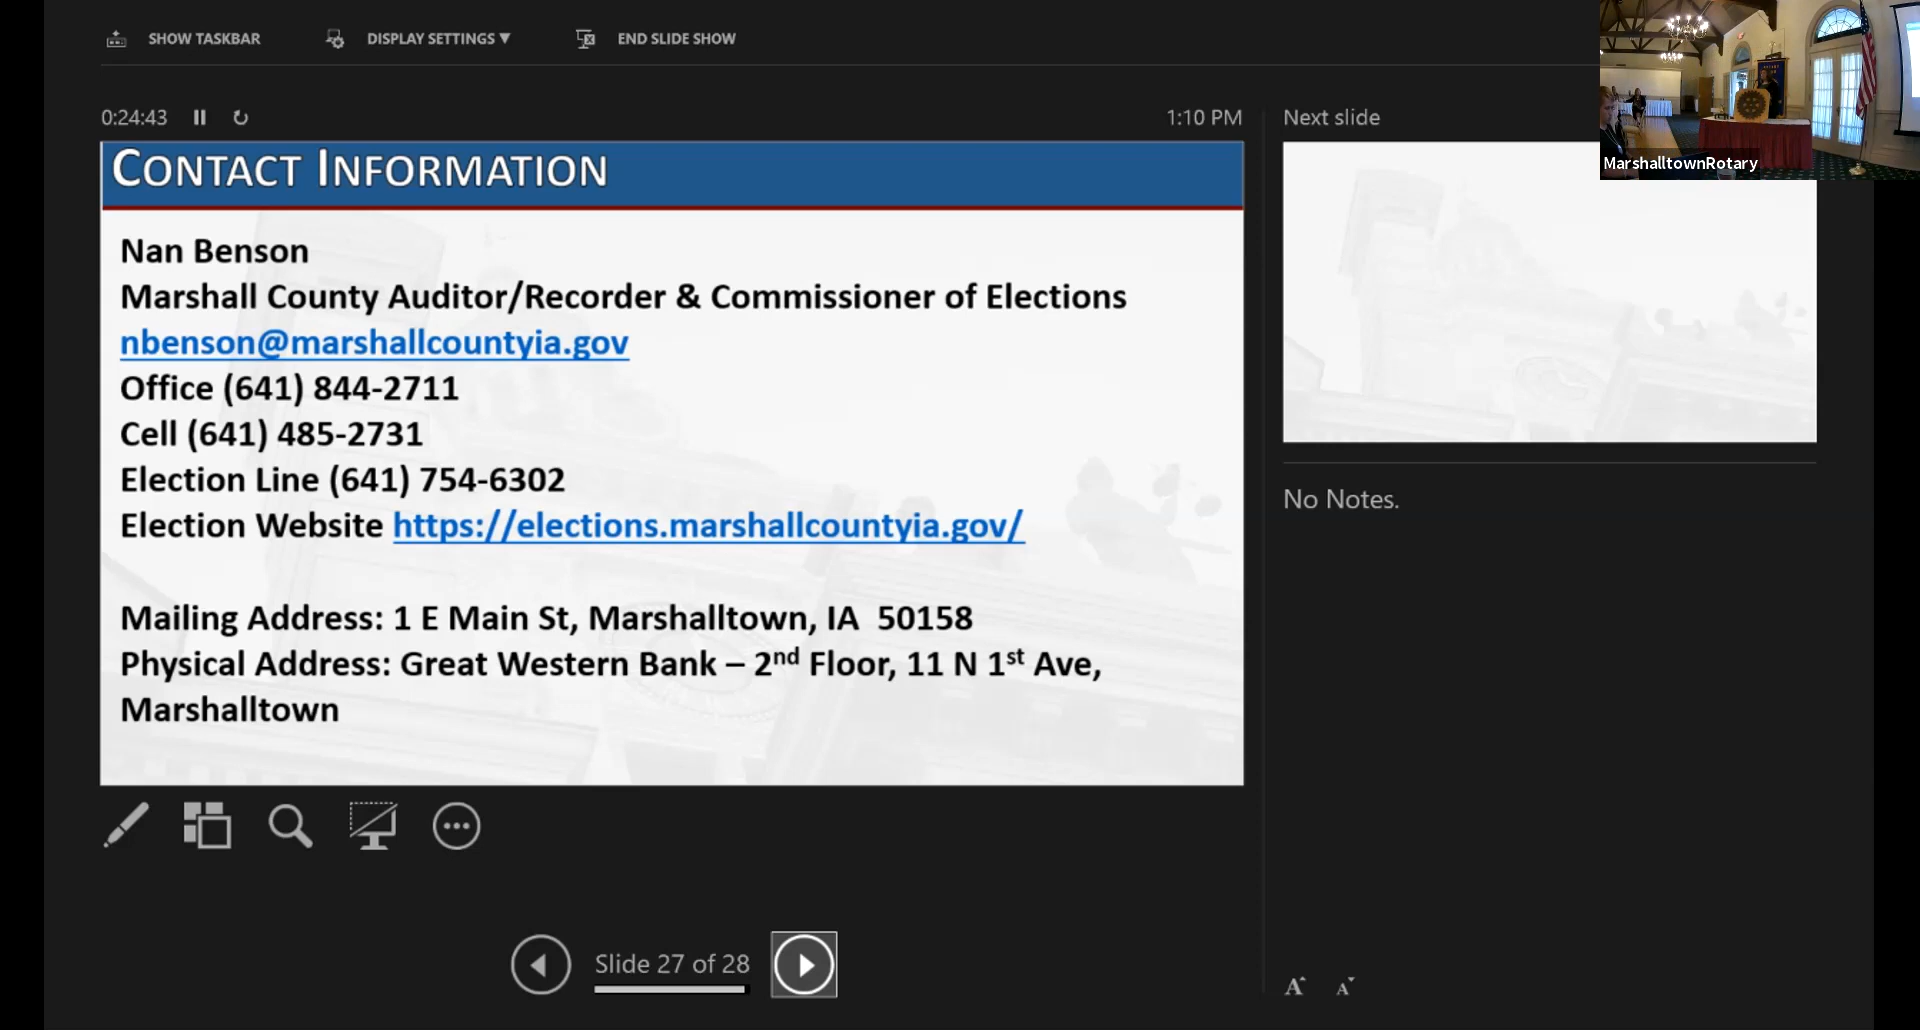 SHOW TASKBAR
DISPLAY SETTINGS ▼
END SLIDE SHOW
0:24:43
1:10 PM
Next slide
MarshalltownRotary
CONTACT INFORMATION
Nan Benson
Marshall County Auditor/Recorder & Commissioner of Elections
nbenson@marshallcountyia.gov
Office (641) 844-2711
Cell (641) 485-2731
Election Line (641) 754-6302
Election Website https://elections.marshallcountyia.gov/
Mailing Address: 1 E Main St, Marshalltown, IA  50158
Physical Address: Great Western Bank – 2nd Floor, 11 N 1st Ave,
Marshalltown
No Notes.
Slide 27 of 28
A A